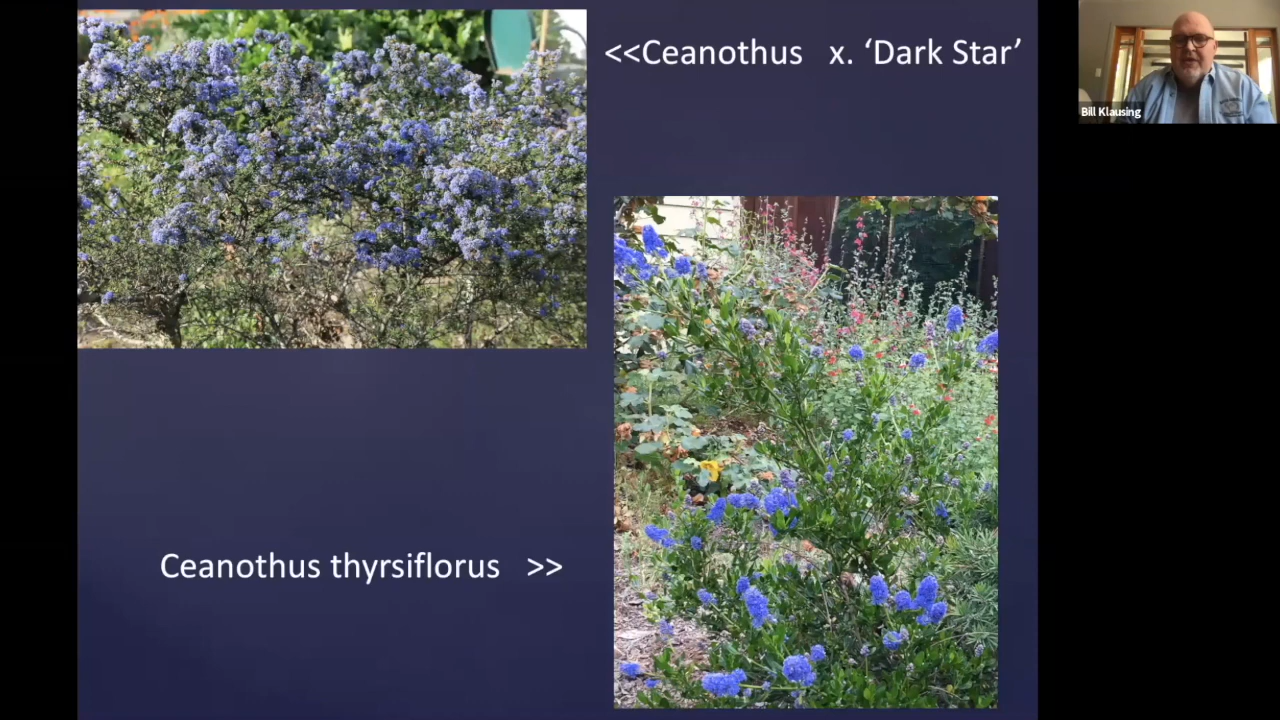 <<Ceanothus x. ‘Dark Star’
Bill Klausing
Ceanothus thyrsiflorus >>